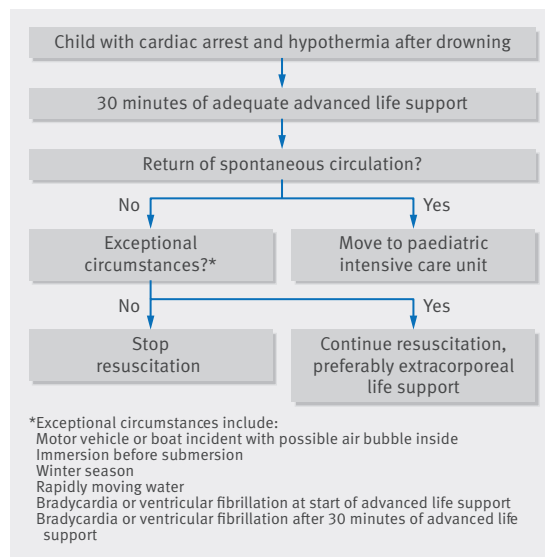 Child with cardiac arrest and hypothermia after drowning
30 minutes of adequate advanced life support
Return of spontaneous circulation?
No
Yes
Exceptional
circumstances?*
Move to paediatric
intensive care unit
No
Yes
Stop
resuscitation
Continue resuscitation,
preferably extracorporeal
life support
*Exceptional circumstances include:
Motor vehicle or boat incident with possible air bubble inside
Immersion before submersion
Winter season
Rapidly moving water
Bradycardia or ventricular fibrillation at start of advanced life support
Bradycardia or ventricular fibrillation after 30 minutes of advanced life
support